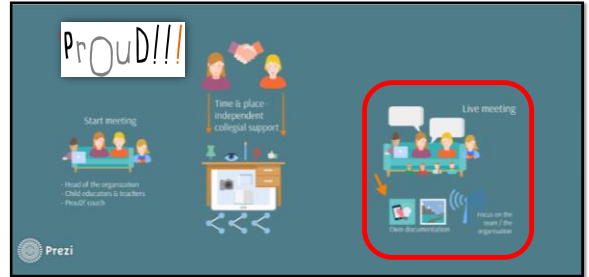 ProuD!!!
Start meeting
- Head of the organisation
- Child educators & teachers
- ProuD! coach
Time & place -
independent
collegial support
Live meeting
Own documentation
Focus on the
team / the
organisation
Prezi